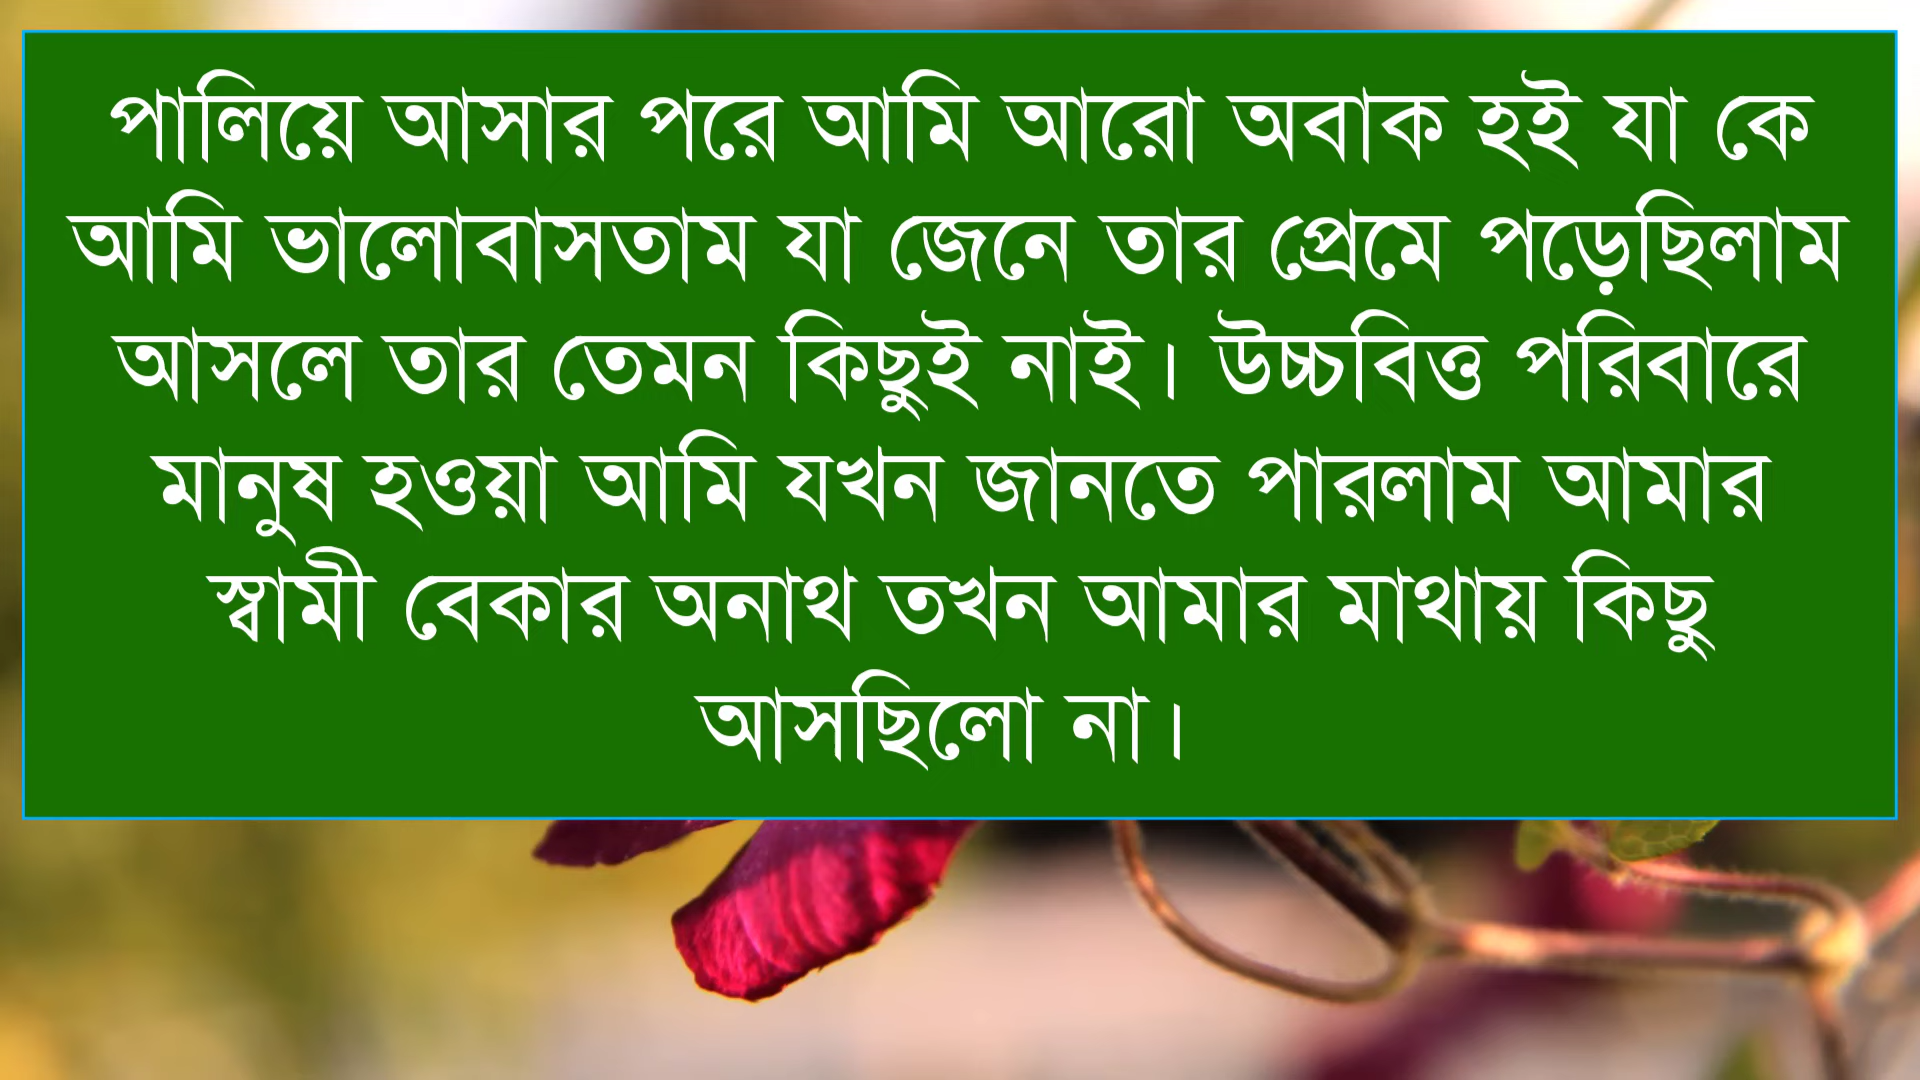 পালিয়ে আসার পরে আমি আরো অবাক হই যা কে
আমি ভালোবাসতাম যা জেনে তার প্রেমে পড়েছিলাম
আসলে তার তেমন কিছুই নাই। উচ্চবিত্ত পরিবারে
মানুষ হওয়া আমি যখন জানতে পারলাম আমার
স্বামী বেকার অনাথ তখন আমার মাথায় কিছু
আসছিলো না।